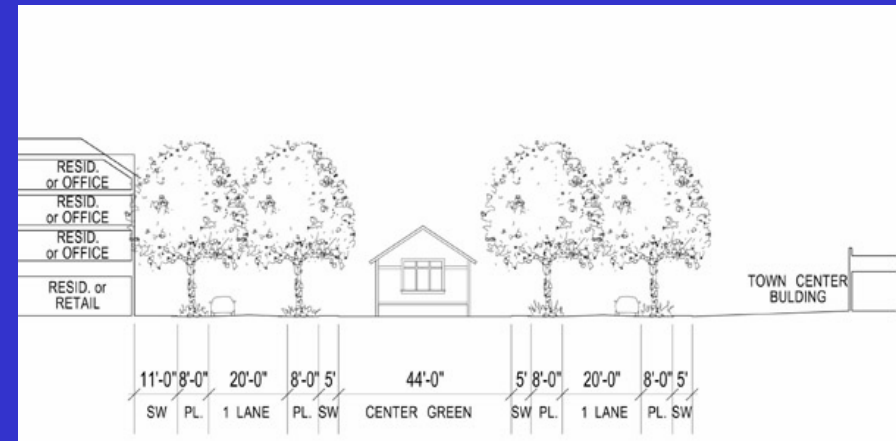 RESID.
or OFFICE
RESID.
or OFFICE
RESID.
or OFFICE
RESID. or
RETAIL
TOWN CENTER
BULDING
11'-0" 8'-0" 20'-0" 8'-0" 5' 44'-0" 5' 8'-0" 20'-0" 8'-0" 5'
SW PL. 1 LANE PL. SW CENTER GREEN SW PL. 1 LANE PL. SW